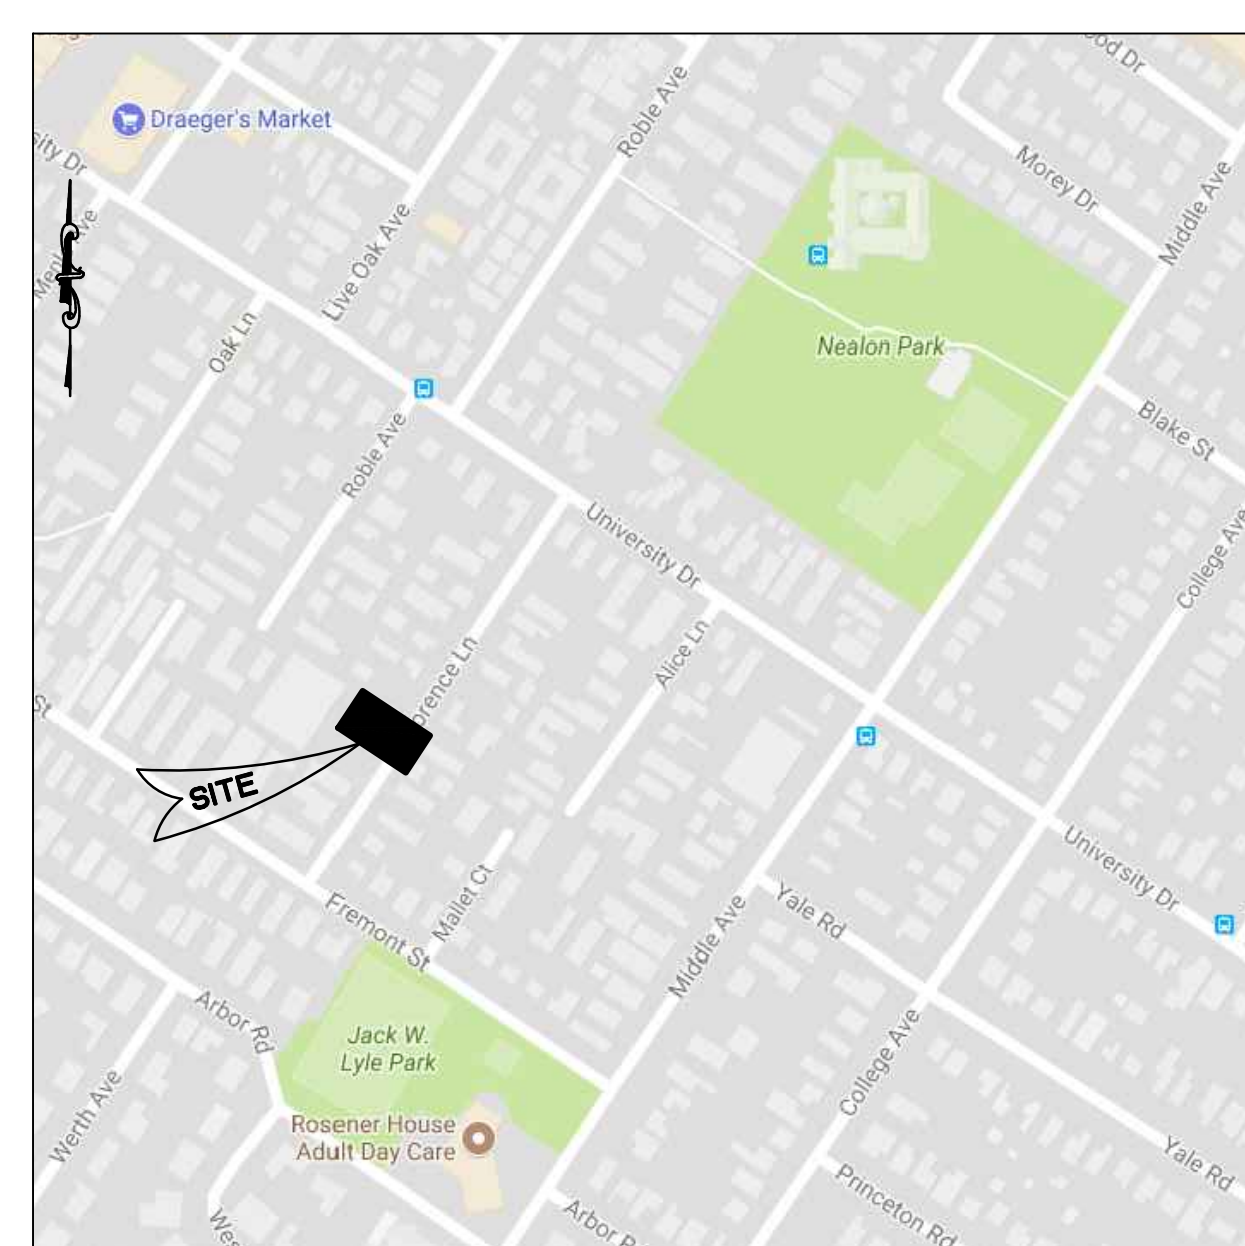 Draeger's Market
Roble Ave
Morey Dr
Middle Ave
Live Oak Ave
Oak Ln
Nealon Park
Blake St
Roble Ave
University Dr
College Ave
Alice Ln
St
SITE
University Dr
Mallet Ct
Yale Rd
Fremont St
Middle Ave
Arbor Rd
College Ave
Jack W.
Lyle Park
Werth Ave
Rosener House
Adult Day Care
Yale Rd
Princeton Rd